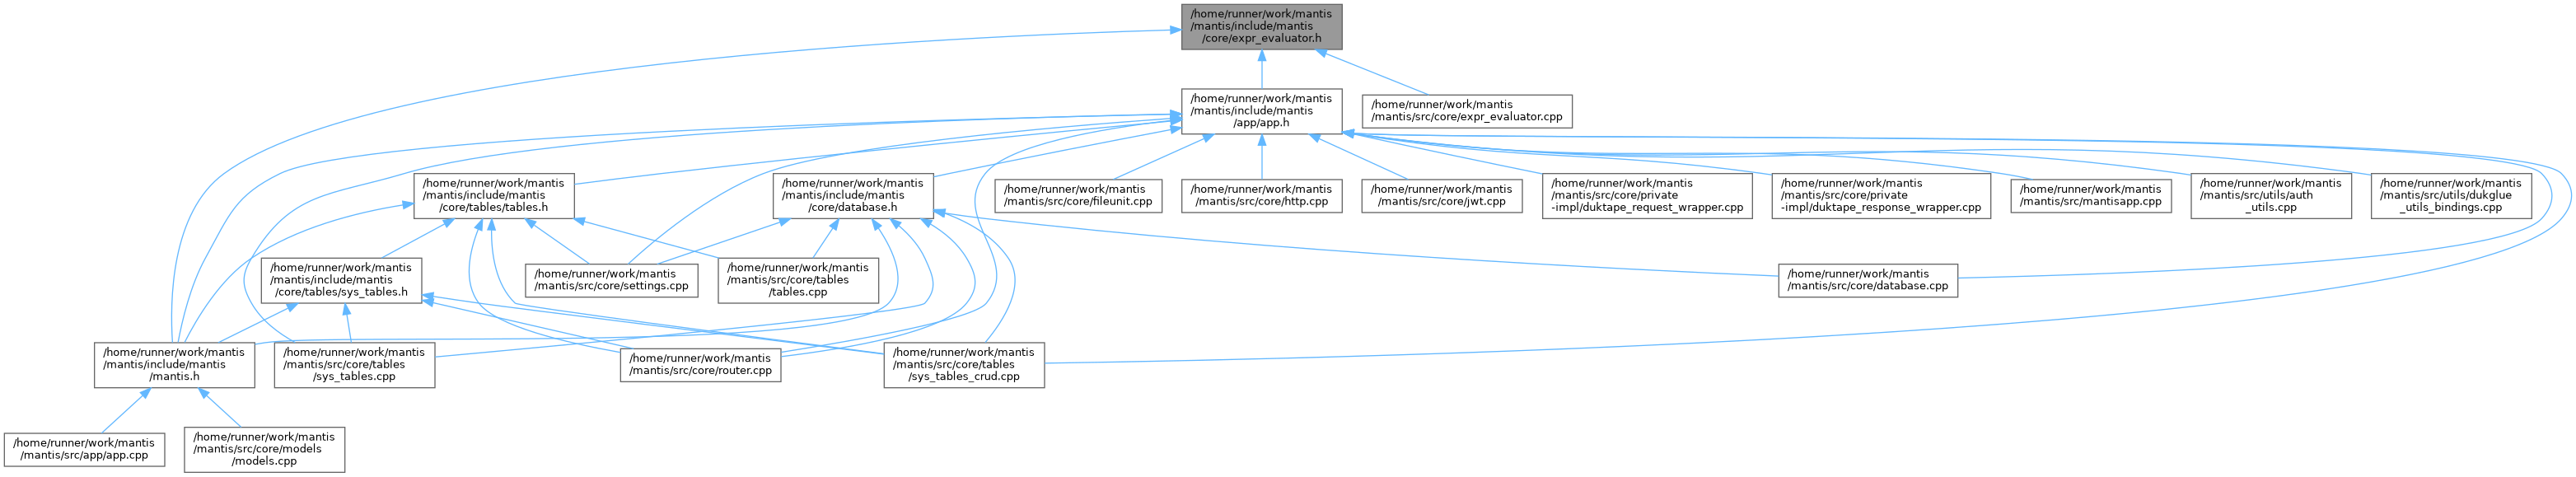 /home/runner/work/mantis
/mantis/include/mantis
/core/expr_evaluator.h
/home/runner/work/mantis
/mantis/include/mantis
/app/app.h
/home/runner/work/mantis
/mantis/src/core/expr_evaluator.cpp
/home/runner/work/mantis
/mantis/include/mantis
/core/tables/tables.h
/home/runner/work/mantis
/mantis/include/mantis
/core/database.h
/home/runner/work/mantis
/mantis/src/core/fileunit.cpp
/home/runner/work/mantis
/mantis/src/core/http.cpp
/home/runner/work/mantis
/mantis/src/core/jwt.cpp
/home/runner/work/mantis
/mantis/src/core/private
-impl/duktape_request_wrapper.cpp
/home/runner/work/mantis
/mantis/src/core/private
-impl/duktape_response_wrapper.cpp
/home/runner/work/mantis
/mantis/src/mantisapp.cpp
/home/runner/work/mantis
/mantis/src/utils/auth
_utils.cpp
/home/runner/work/mantis
/mantis/src/utils/dukglue
_utils_bindings.cpp
/home/runner/work/mantis
/mantis/include/mantis
/core/tables/sys_tables.h
/home/runner/work/mantis
/mantis/src/core/settings.cpp
/home/runner/work/mantis
/mantis/src/core/tables
/tables.cpp
/home/runner/work/mantis
/mantis/src/core/database.cpp
/home/runner/work/mantis
/mantis/include/mantis
/mantis.h
/home/runner/work/mantis
/mantis/src/core/tables
/sys_tables.cpp
/home/runner/work/mantis
/mantis/src/core/router.cpp
/home/runner/work/mantis
/mantis/src/core/tables
/sys_tables_crud.cpp
/home/runner/work/mantis
/mantis/src/app/app.cpp
/home/runner/work/mantis
/mantis/src/core/models
/models.cpp